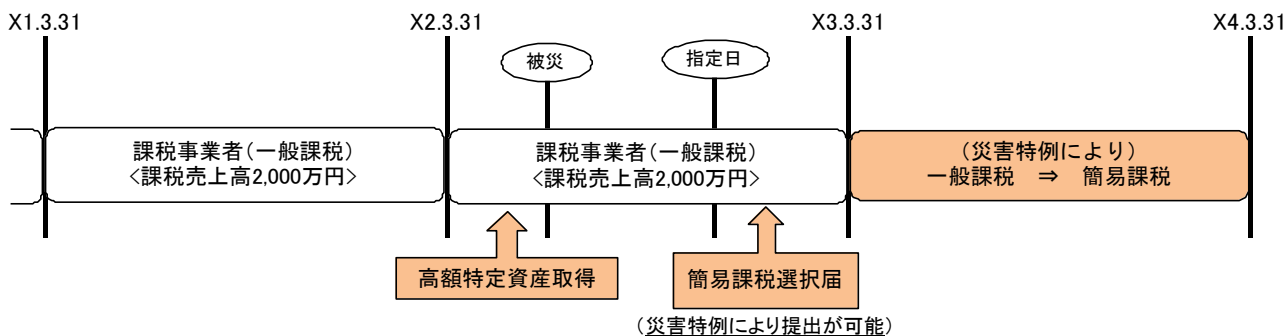 X1.3.31
X2.3.31
X3.3.31
X4.3.31
被災
指定日
課税事業者(一般課税)
<課税売上高2,000万円>
課税事業者(一般課税)
<課税売上高2,000万円>
(災害特例により)
一般課税 ⇒ 簡易課税
高額特定資産取得
簡易課税選択届
(災害特例により提出が可能)